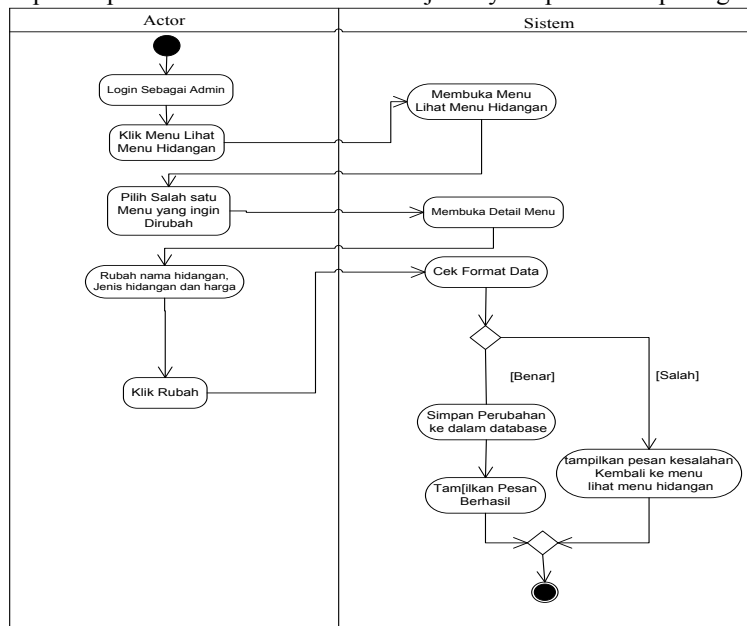 Actor
Sistem
Login Sebagai Admin
Membuka Menu
Lihat Menu Hidangan
Klik Menu Lihat
Menu Hidangan
Pilih Salah satu
Menu yang ingin
Dirubah
Membuka Detail Menu
Rubah nama hidangan,
Jenis hidangan dan harga
Cek Format Data
Klik Rubah
[Benar]
[Salah]
Simpan Perubahan
ke dalam database
tampilkan pesan kesalahan
Kembali ke menu
lihat menu hidangan
Tam[ilkan Pesan
Berhasil